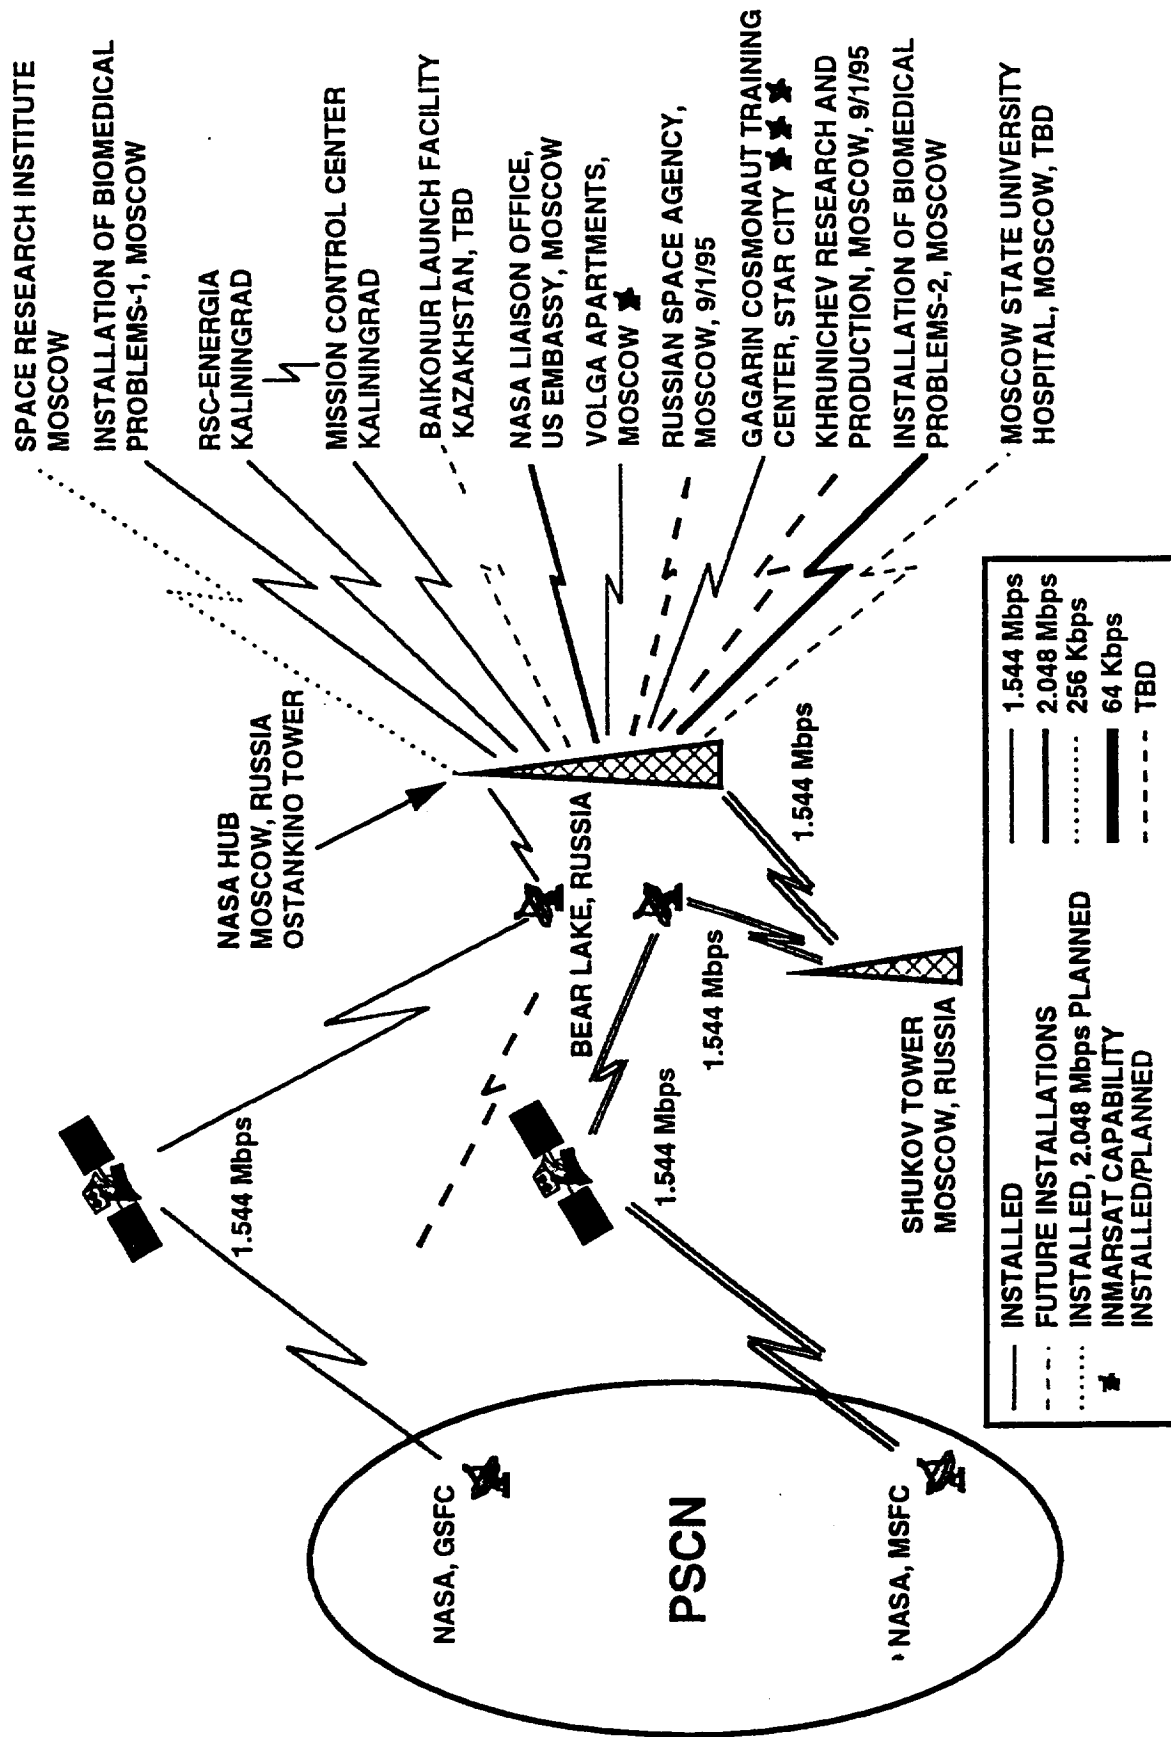 SPACE RESEARCH INSTITUTE
MOSCOW
INSTALLATION OF BIOMEDICAL
PROBLEMS-1, MOSCOW
RSC-ENERGIA
KALININGRAD
MISSION CONTROL CENTER
KALININGRAD
BAIKONUR LAUNCH FACILITY
KAZAKHSTAN, TBD
NASA LIAISON OFFICE,
US EMBASSY, MOSCOW
VOLGA APARTMENTS,
MOSCOW
RUSSIAN SPACE AGENCY,
MOSCOW, 9/1/95
GAGARIN COSMONAUT TRAINING
CENTER, STAR CITY
KHRUNICHEV RESEARCH AND
PRODUCTION, MOSCOW, 9/1/95
INSTALLATION OF BIOMEDICAL
PROBLEMS-2, MOSCOW
MOSCOW STATE UNIVERSITY
HOSPITAL, MOSCOW, TBD
NASA HUB
MOSCOW, RUSSIA
OSTANKINO TOWER
BEAR LAKE, RUSSIA
1.544 Mbps
1.544 Mbps
1.544 Mbps
1.544 Mbps
SHUKOV TOWER
MOSCOW, RUSSIA
NASA, GSFC
PSCN
NASA, MSFC
INSTALLED
FUTURE INSTALLATIONS
INSTALLED, 2.048 Mbps PLANNED
INMARSAT CAPABILITY
INSTALLED/PLANNED
1.544 Mbps
2.048 Mbps
256 Kbps
64 Kbps
TBD